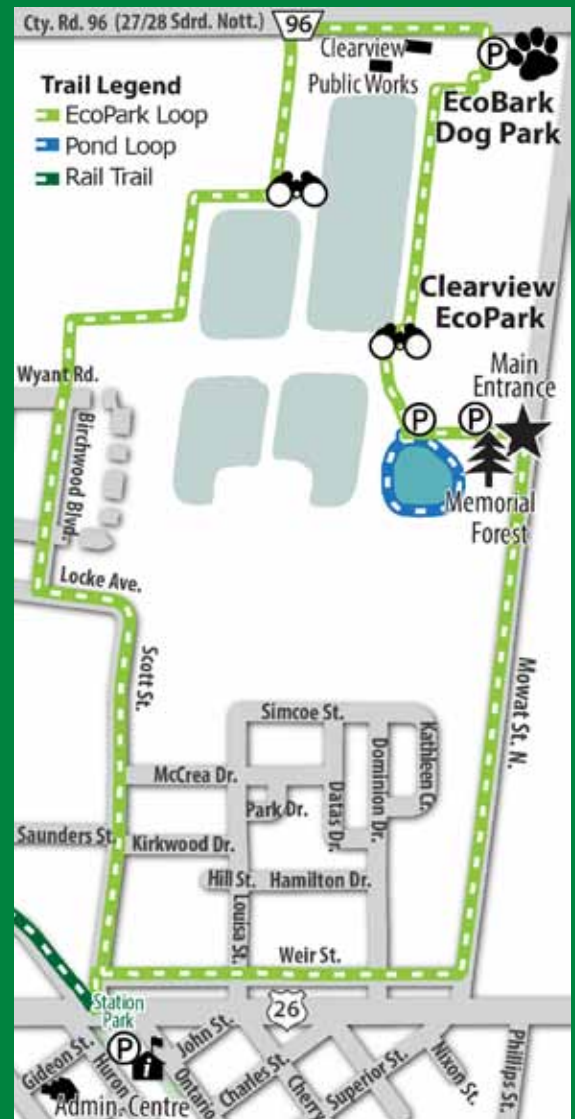 Cty. Rd. 96 (27/28 Sdrd. Nott.)
96
Clearview
Public Works
P
EcoBark
Dog Park
Trail Legend
EcoPark Loop
Pond Loop
Rail Trail
Clearview
EcoPark
Main
Entrance
P
P
Memorial
Forest
Wyant Rd.
Birchwood Blvd.
Locke Ave.
Scott St.
Mowat St. N.
Simcoe St.
Kathleen Cr.
McCrea Dr.
Dominion Dr.
Datas Dr.
Park Dr.
Saunders St.
Kirkwood Dr.
Hill St.
Hamilton Dr.
Louisa St.
Weir St.
26
Station
Park
P
i
John St.
Gideon St.
Huron
Ontario
Charles St.
Cherry
Superior St.
Nixon St.
Phillips St.
Admin. Centre